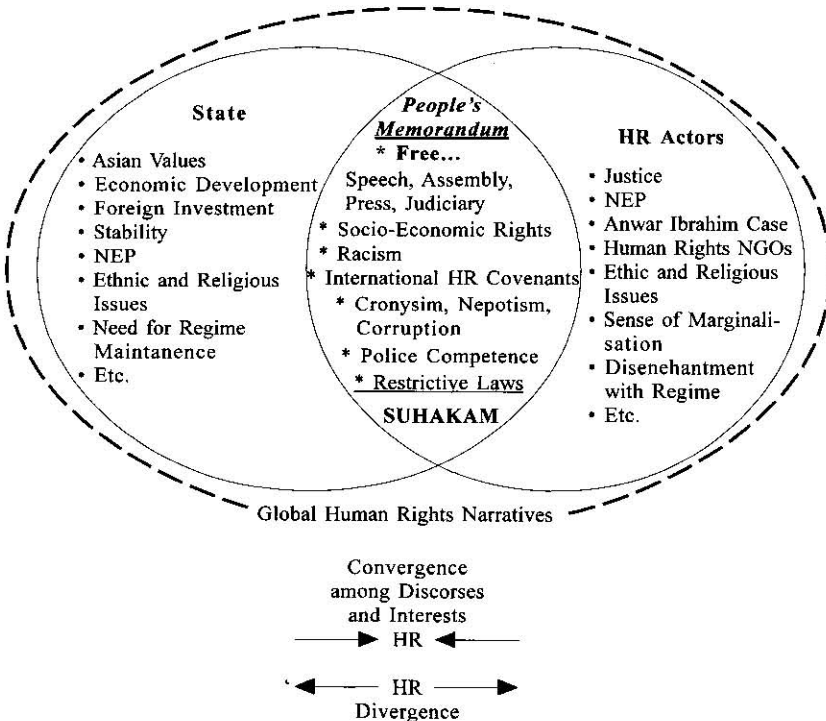 State
• Asian Values
• Economic Development
• Foreign Investment
• Stability
• NEP
• Ethnic and Religious
Issues
• Need for Regime
Maintanence
• Etc.
People's
Memorandum
* Free...
Speech, Assembly,
Press, Judiciary
* Socio-Economic Rights
* Racism
* International HR Covenants
* Cronysim, Nepotism,
Corruption
* Police Competence
* Restrictive Laws
SUHAKAM
HR Actors
• Justice
• NEP
• Anwar Ibrahim Case
• Human Rights NGOs
• Ethic and Religious
Issues
• Sense of Marginali-
sation
• Disenehantment
with Regime
• Etc.
Global Human Rights Narratives
Convergence
among Discorses
and Interests
HR
HR
Divergence